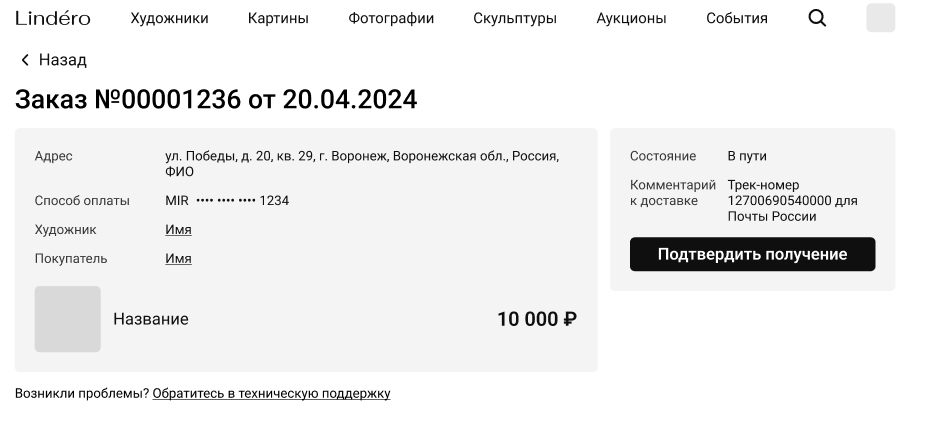 Lindéro Художники Картины Фотографии Скульптуры Аукционы События
Назад
Заказ №00001236 от 20.04.2024
Адрес ул. Победы, д. 20, кв. 29, г. Воронеж, Воронежская обл., Россия,
ФИО
Способ оплаты MIR •••• •••• •••• 1234
Художник Имя
Покупатель Имя
Название 10 000 ₽
Состояние В пути
Комментарий Трек-номер
к доставке 12700690540000 для
Почты России
Подтвердить получение
Возникли проблемы? Обратитесь в техническую поддержку